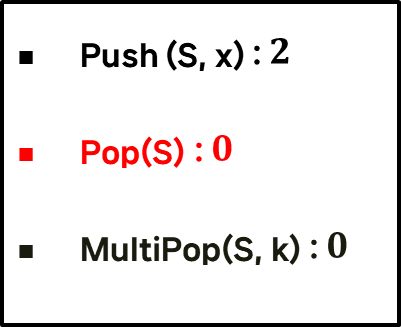 ▪ Push (S, x) : 2
▪ Pop(S) : 0
▪ MultiPop(S, k) : 0